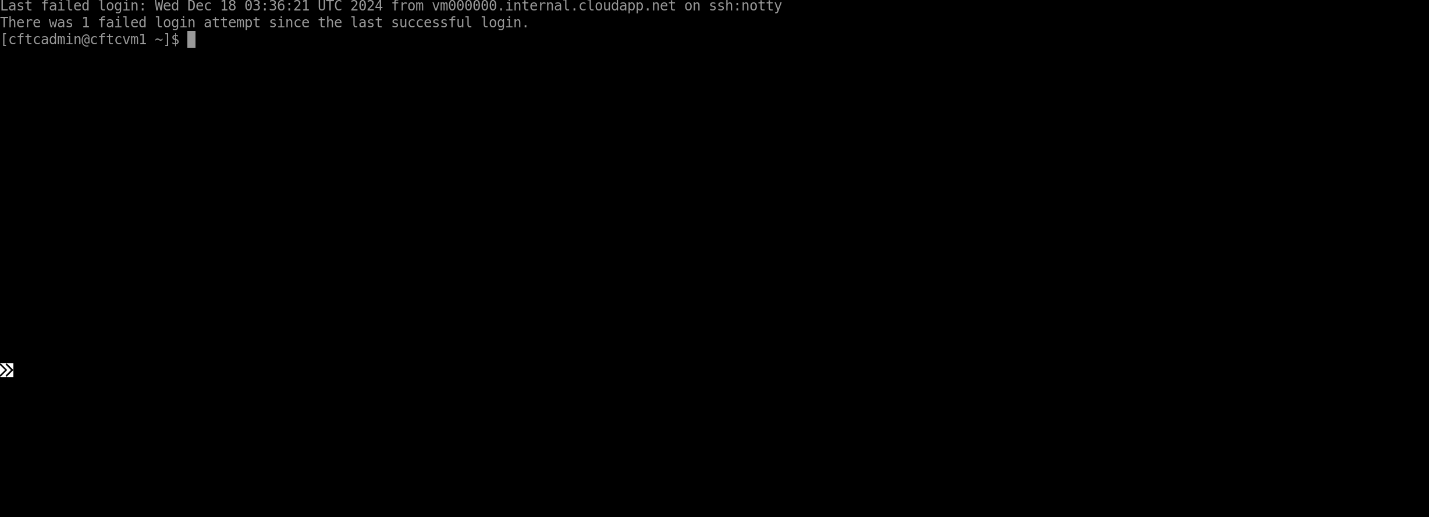 Last failed login: Wed Dec 18 03:36:21 UTC 2024 from vm000000.internal.cloudapp.net on ssh:notty
There was 1 failed login attempt since the last successful login.
[cftcadmin@cftcvm1 ~]$